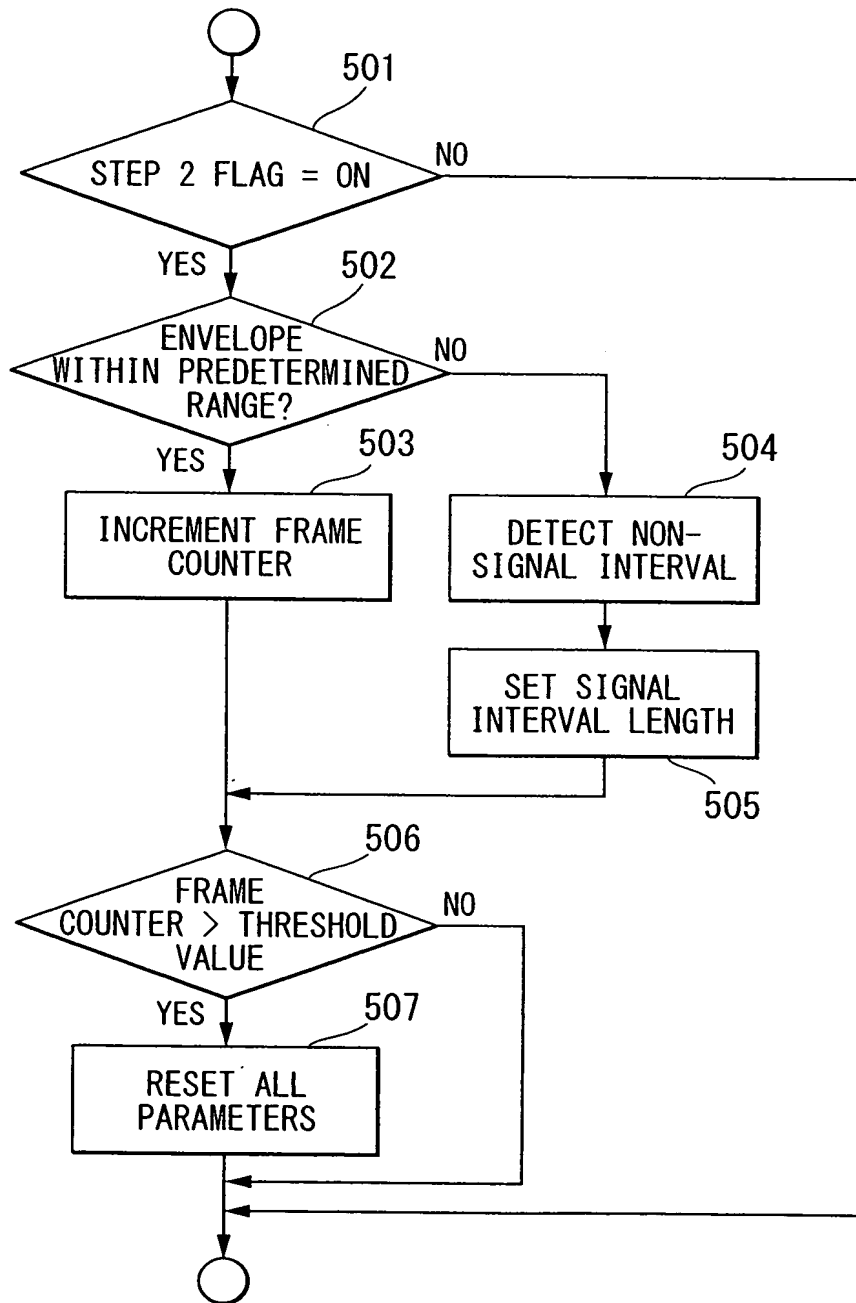 501
STEP 2 FLAG = ON
NO
YES
502
ENVELOPE
WITHIN PREDETERMINED
RANGE?
NO
YES
503
INCREMENT FRAME
COUNTER
504
DETECT NON-
SIGNAL INTERVAL
SET SIGNAL
INTERVAL LENGTH
505
506
FRAME
COUNTER > THRESHOLD
VALUE
NO
YES
507
RESET ALL
PARAMETERS